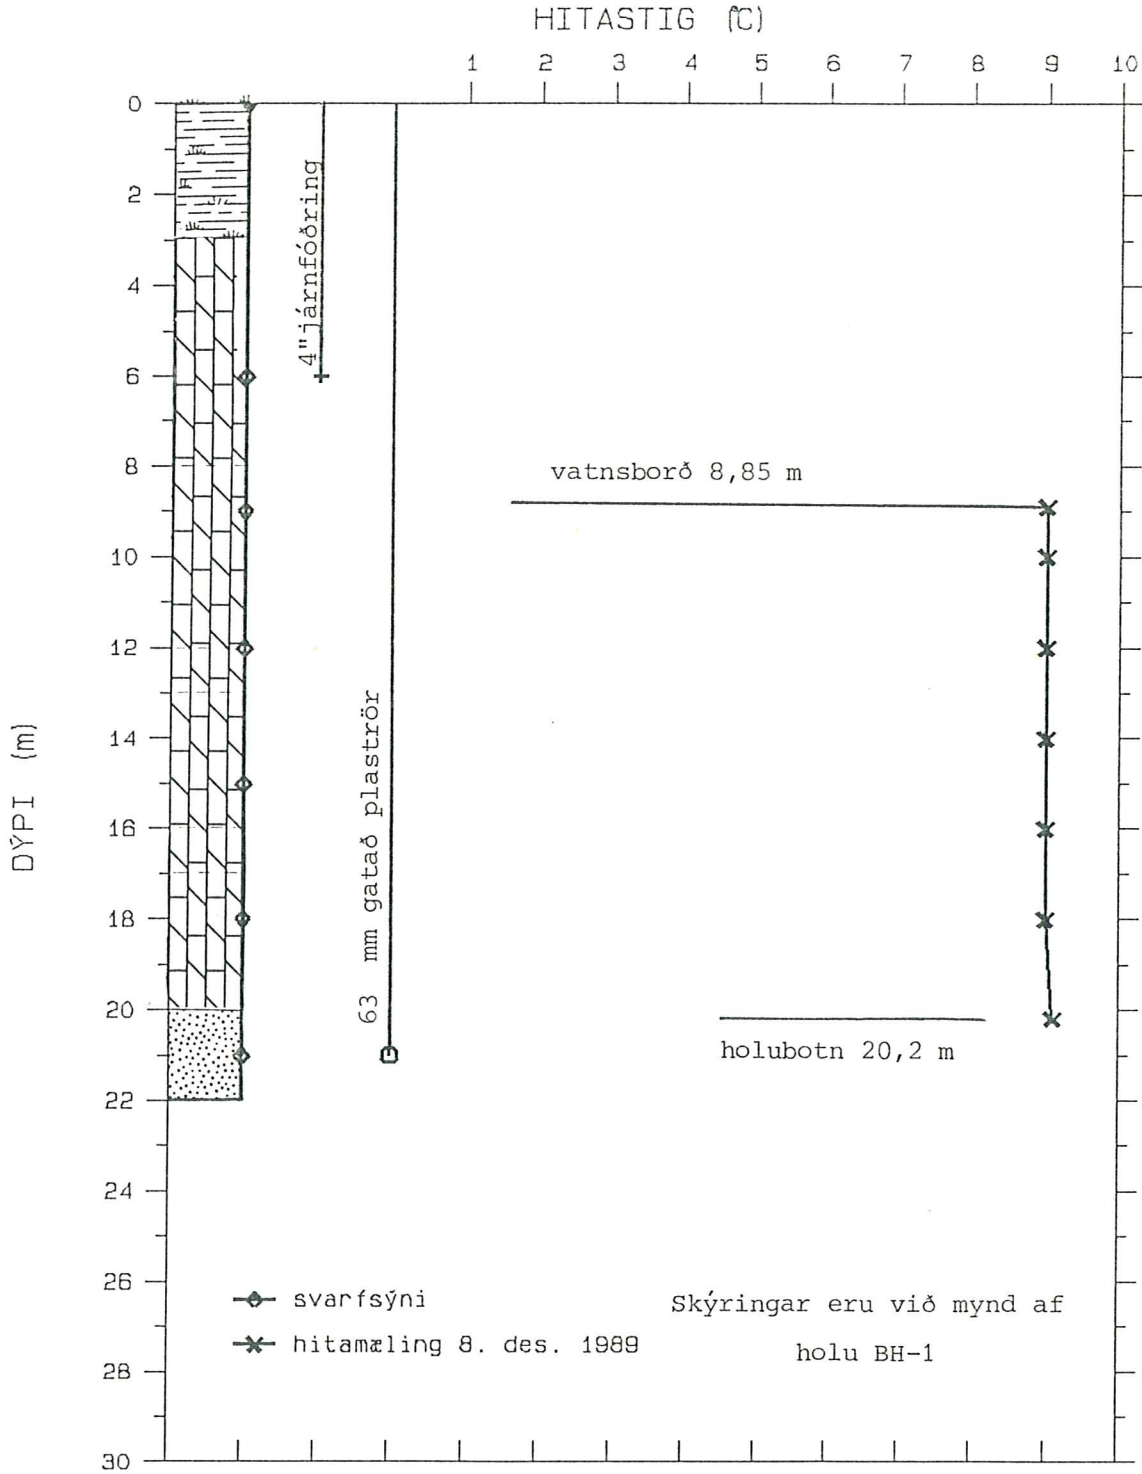 HITASTIG (°C)
1 2 3 4 5 6 7 8 9 10
0
2
4
6
8
10
12
14
16
18
20
22
24
26
28
30
DÝPI (m)
4" járnfóðring
63 mm gatað plaströr
vatnsborð 8,85 m
holubotn 20,2 m
svarfsýni
hitamæling 8. des. 1989
Skýringar eru við mynd af
holu BH-1